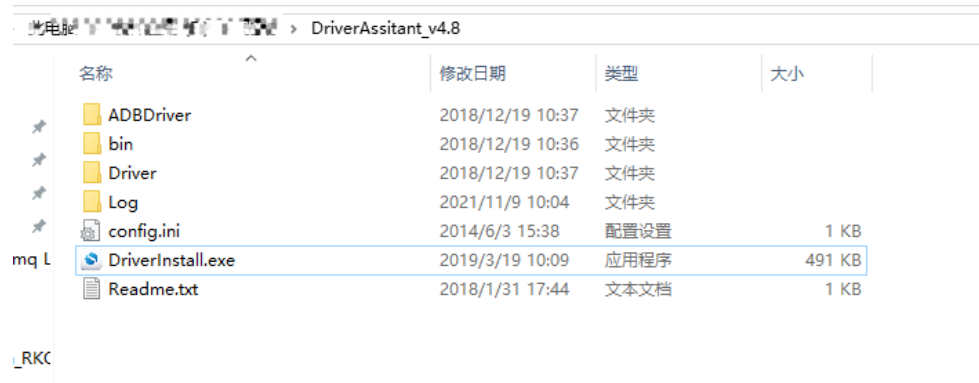 DriverAssitant_v4.8
名称 修改日期 类型 大小
ADBDriver 2018/12/19 10:37 文件夹
bin 2018/12/19 10:36 文件夹
Driver 2018/12/19 10:37 文件夹
Log 2021/11/9 10:04 文件夹
config.ini 2014/6/3 15:38 配置设置 1 KB
mq L DriverInstall.exe 2019/3/19 10:09 应用程序 491 KB
Readme.txt 2018/1/31 17:44 文本文档 1 KB
_RK